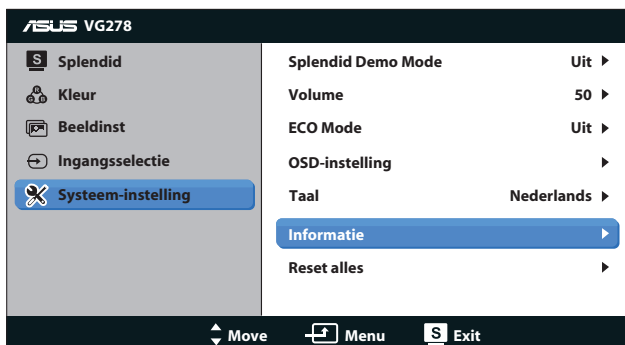 ASUS VG278
S Splendid
Kleur
Beeldinst
Ingangsselectie
Systeem-instelling
Splendid Demo Mode Uit
Volume 50
ECO Mode Uit
OSD-instelling
Taal Nederlands
Informatie
Reset alles
Move Menu S Exit